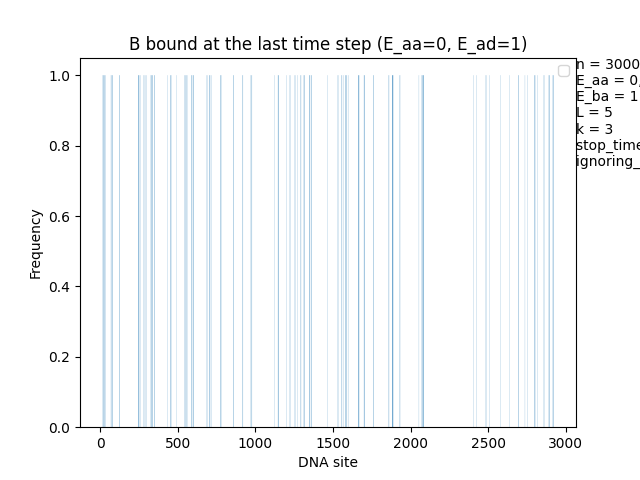 B bound at the last time step (E_aa=0, E_ad=1)
n = 3000
E_aa = 0,
E_ba = 1
L = 5
k = 3
stop_time
ignoring_
1.0
0.8
0.6
0.4
0.2
0.0
Frequency
0 500 1000 1500 2000 2500 3000
DNA site